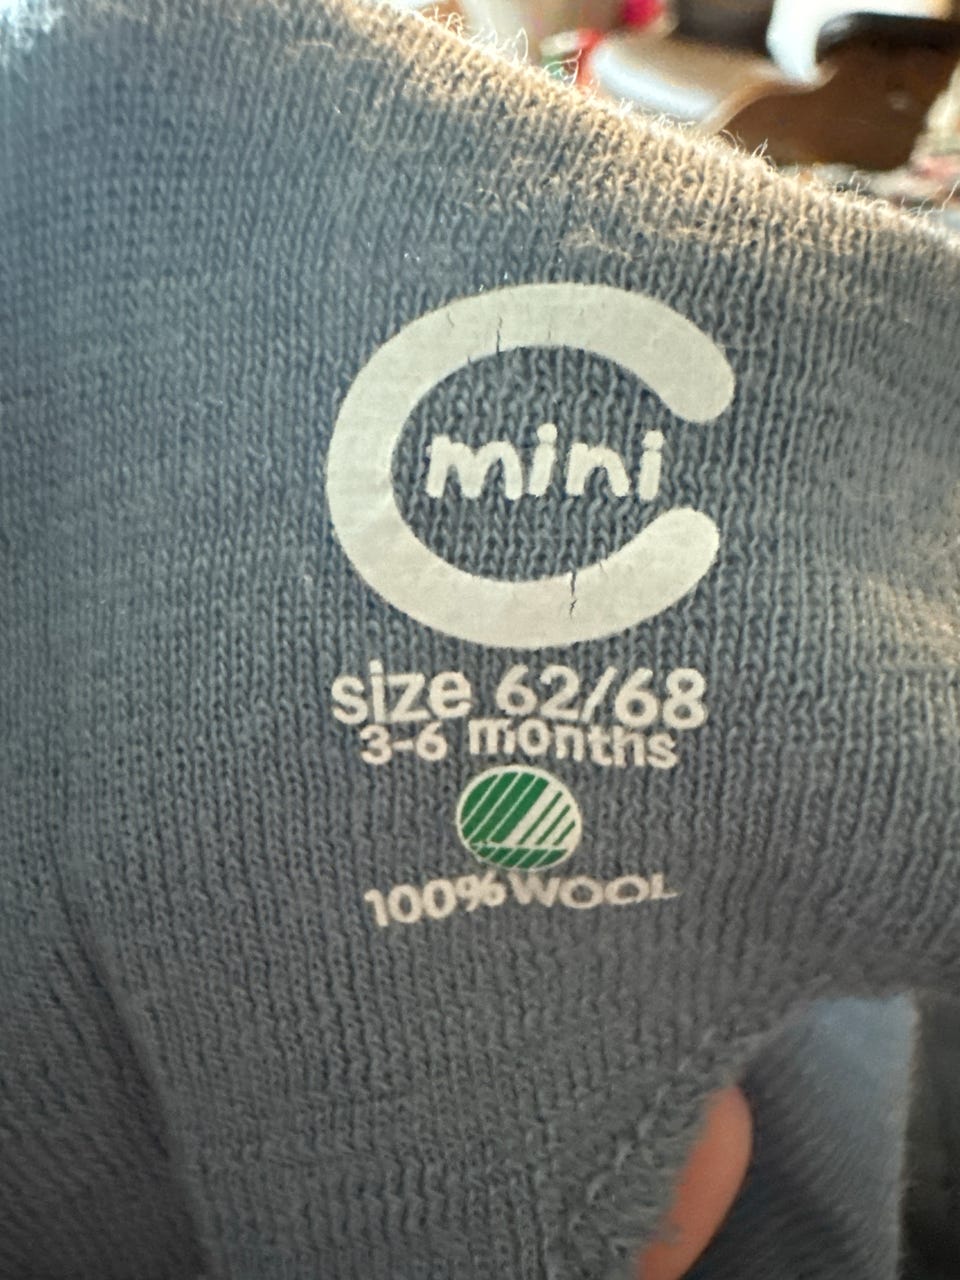 mini
size 62/68
3-6 months
100% WOOL